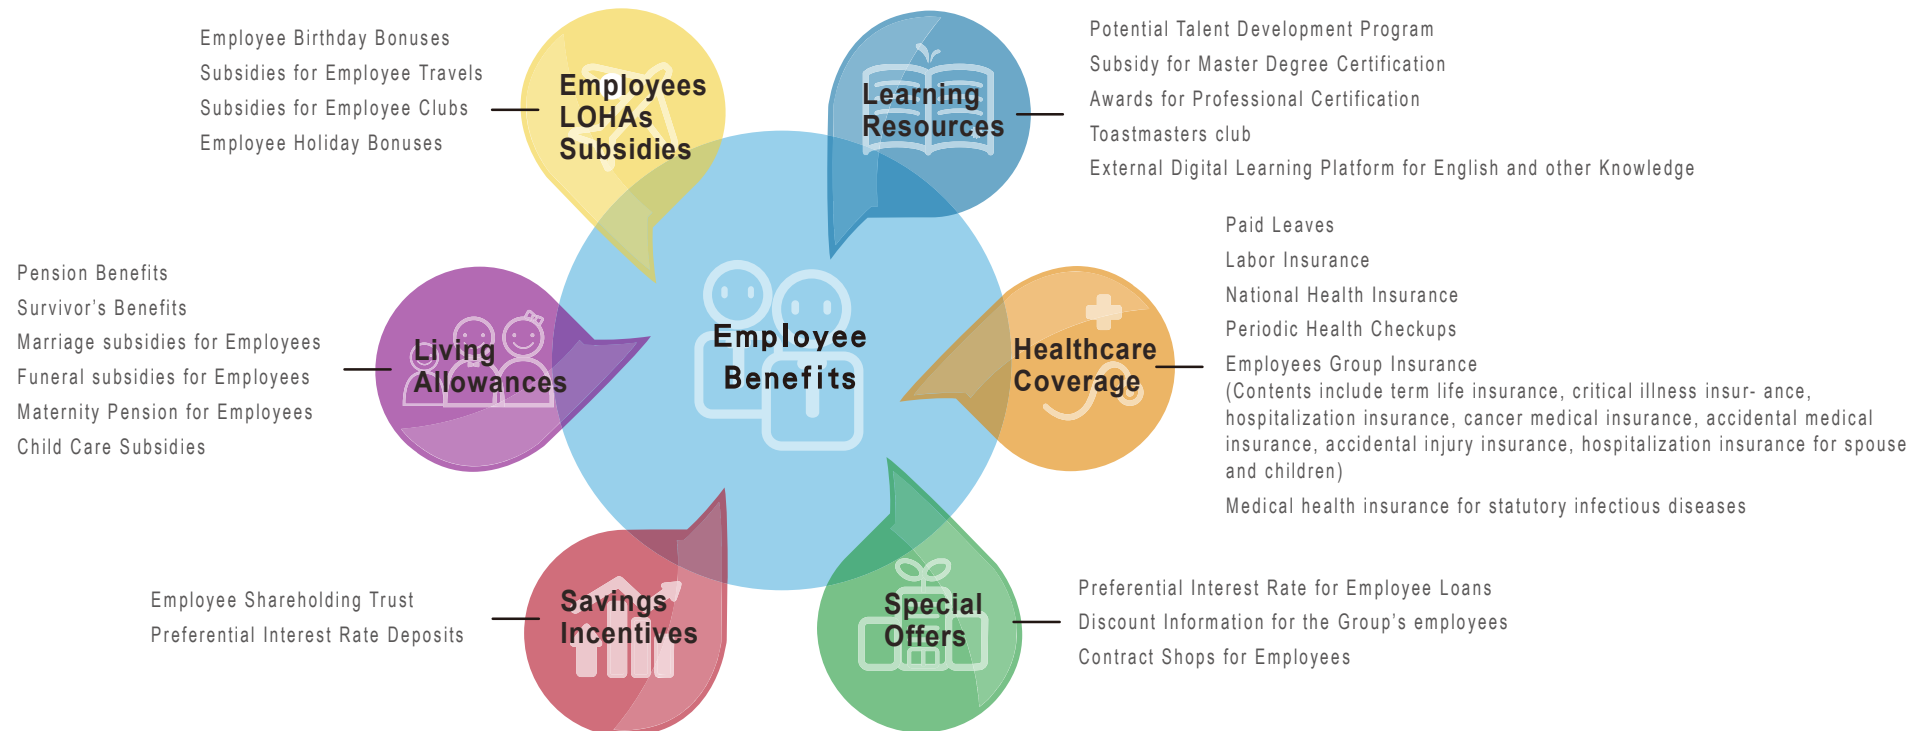 Employee Birthday Bonuses
Subsidies for Employee Travels
Subsidies for Employee Clubs
Employee Holiday Bonuses
Employees
LOHAs
Subsidies
Learning
Resources
Potential Talent Development Program
Subsidy for Master Degree Certification
Awards for Professional Certification
Toastmasters club
External Digital Learning Platform for English and other Knowledge
Pension Benefits
Survivor’s Benefits
Marriage subsidies for Employees
Funeral subsidies for Employees
Maternity Pension for Employees
Child Care Subsidies
Living
Allowances
Employee
Benefits
Healthcare
Coverage
Paid Leaves
Labor Insurance
National Health Insurance
Periodic Health Checkups
Employees Group Insurance
(Contents include term life insurance, critical illness insur- ance,
hospitalization insurance, cancer medical insurance, accidental medical
insurance, accidental injury insurance, hospitalization insurance for spouse
and children)
Medical health insurance for statutory infectious diseases
Employee Shareholding Trust
Preferential Interest Rate Deposits
Savings
Incentives
Special
Offers
Preferential Interest Rate for Employee Loans
Discount Information for the Group’s employees
Contract Shops for Employees